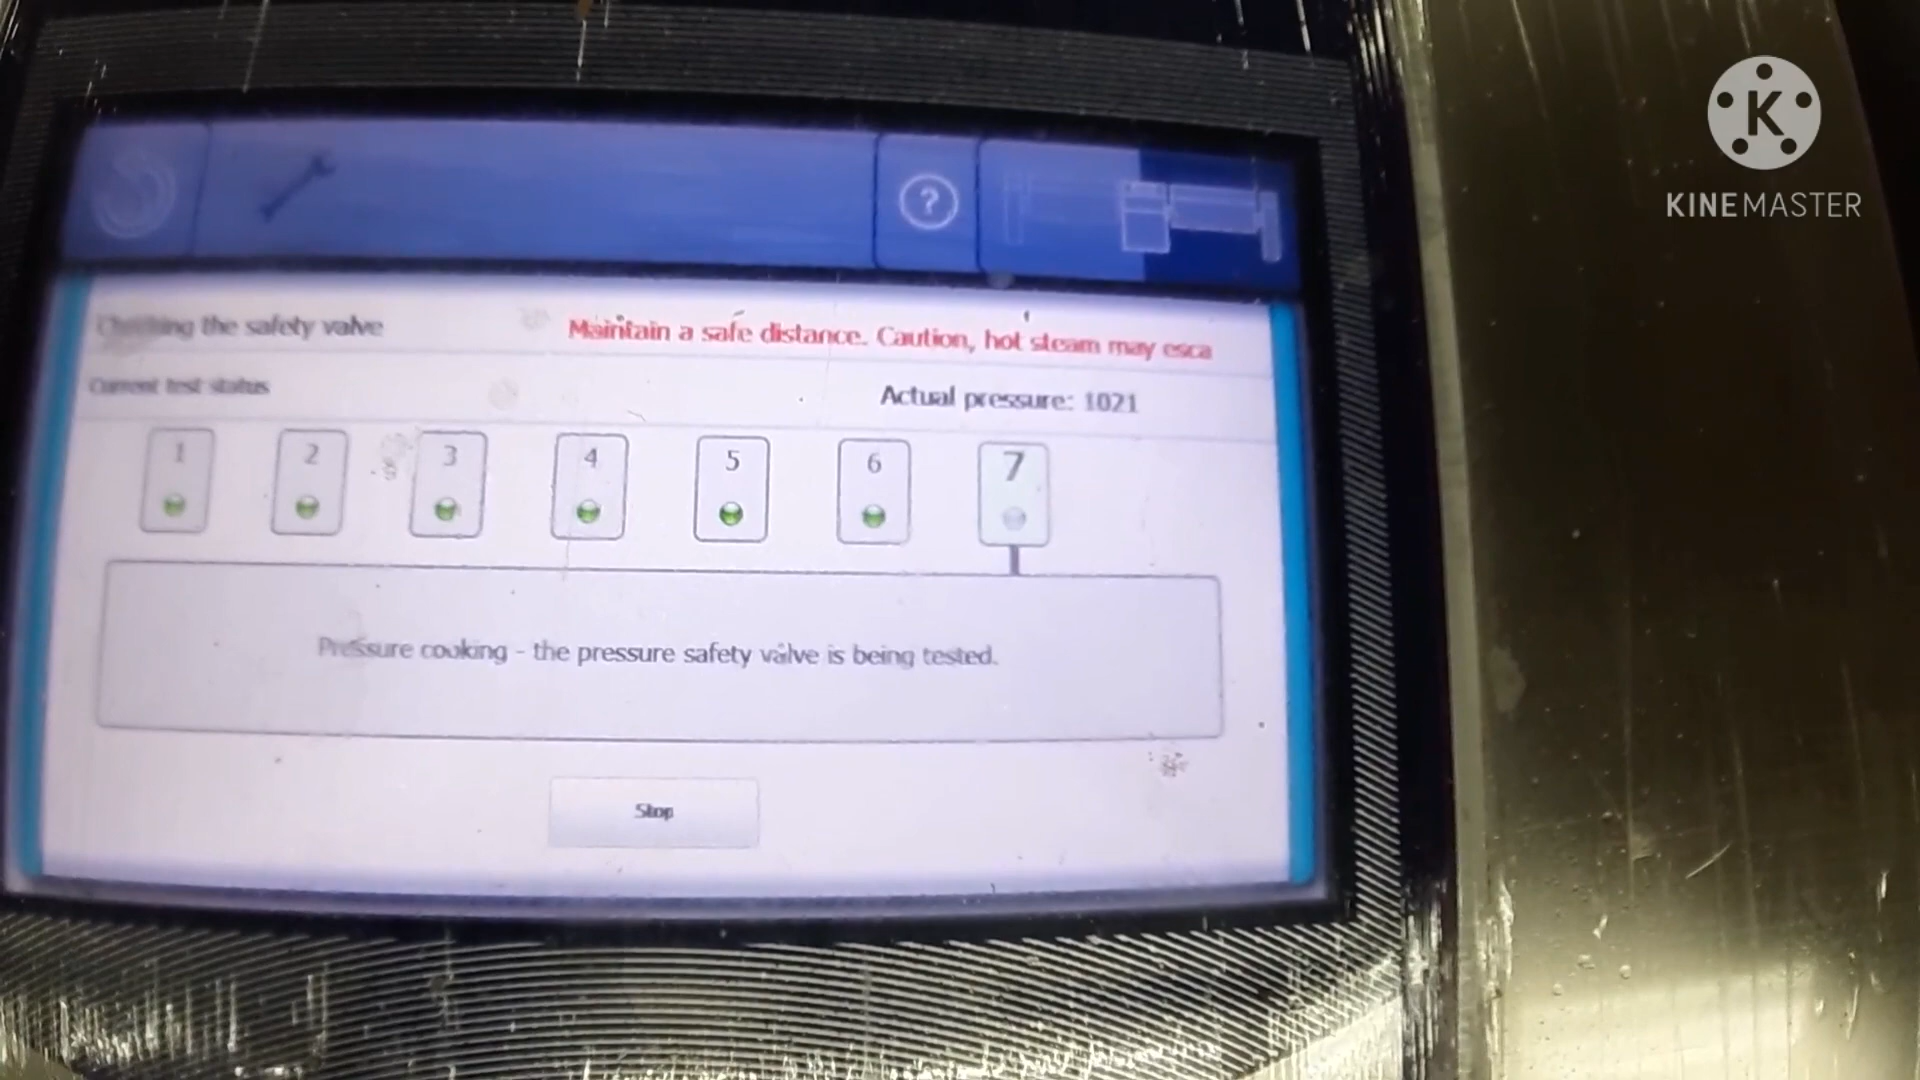 K
KINEMASTER
?
Checking the safety valve
Maintain a safe distance. Caution, hot steam may esca
Current test status
Actual pressure: 1021
1 2 3 4 5 6 7
Pressure cooking - the pressure safety valve is being tested.
Stop